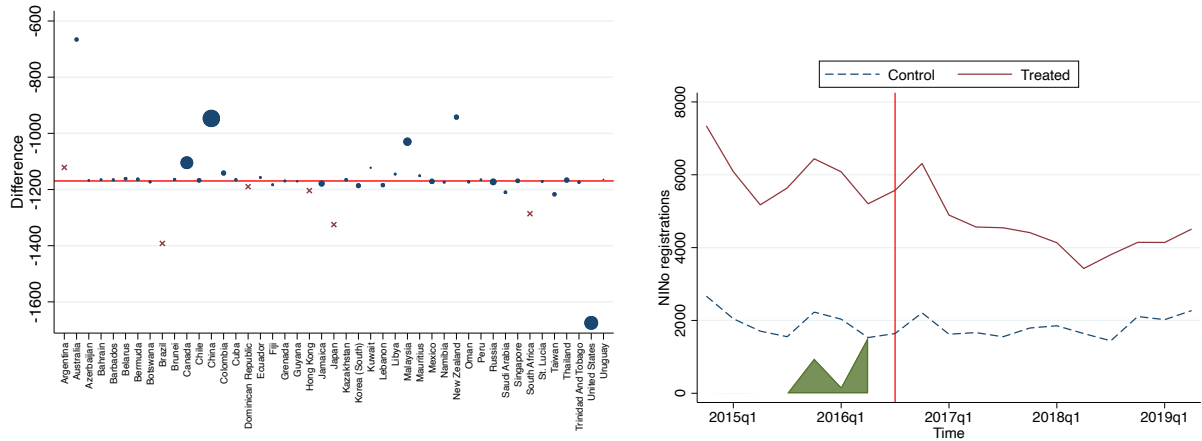 -600
-800
-1000
-1200
-1400
-1600
Difference
Argentina
Australia
Azerbaijan
Bahrain
Barbados
Belarus
Bermuda
Botswana
Brazil
Brunei
Canada
Chile
China
Colombia
Cuba
Dominican Republic
Ecuador
Fiji
Grenada
Guyana
Hong Kong
Jamaica
Japan
Kazakhstan
Korea (South)
Kuwait
Lebanon
Libya
Malaysia
Mauritius
Mexico
Namibia
New Zealand
Oman
Peru
Russia
Saudi Arabia
Singapore
South Africa
St. Lucia
Taiwan
Thailand
Trinidad And Tobago
United States
Uruguay
Control Treated
8000
6000
4000
2000
0
NINo registrations
2015q1 2016q1 2017q1 2018q1 2019q1
Time